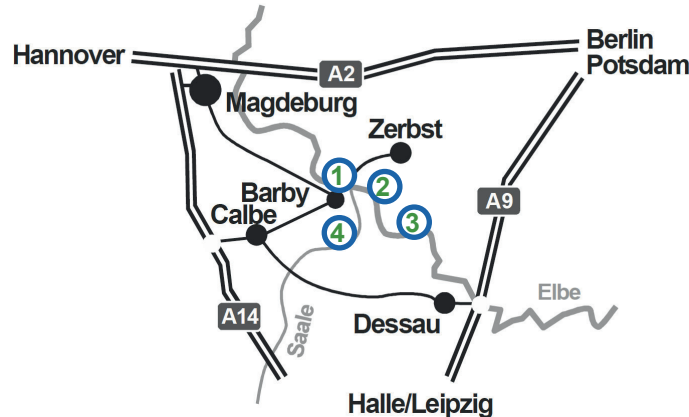 Hannover
Berlin
Potsdam
A2
Magdeburg
Zerbst
1
2
Barby
A9
Calbe
3
4
Elbe
A14
Saale
Dessau
Halle/Leipzig